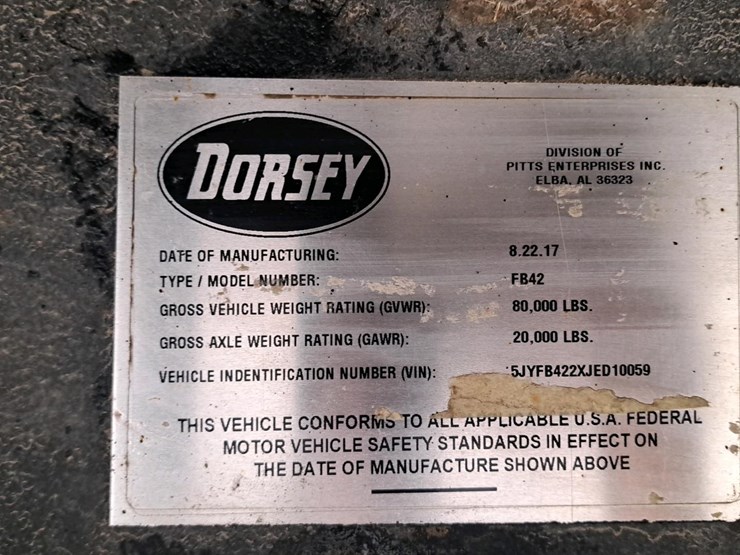 DORSEY
DIVISION OF
PITTS ENTERPRISES INC.
ELBA, AL 36323
DATE OF MANUFACTURING: 8.22.17
TYPE / MODEL NUMBER: FB42
GROSS VEHICLE WEIGHT RATING (GVWR): 80,000 LBS.
GROSS AXLE WEIGHT RATING (GAWR): 20,000 LBS.
VEHICLE INDENTIFICATION NUMBER (VIN): 5JYFB422XJED10059
THIS VEHICLE CONFORMS TO ALL APPLICABLE U.S.A. FEDERAL
MOTOR VEHICLE SAFETY STANDARDS IN EFFECT ON
THE DATE OF MANUFACTURE SHOWN ABOVE